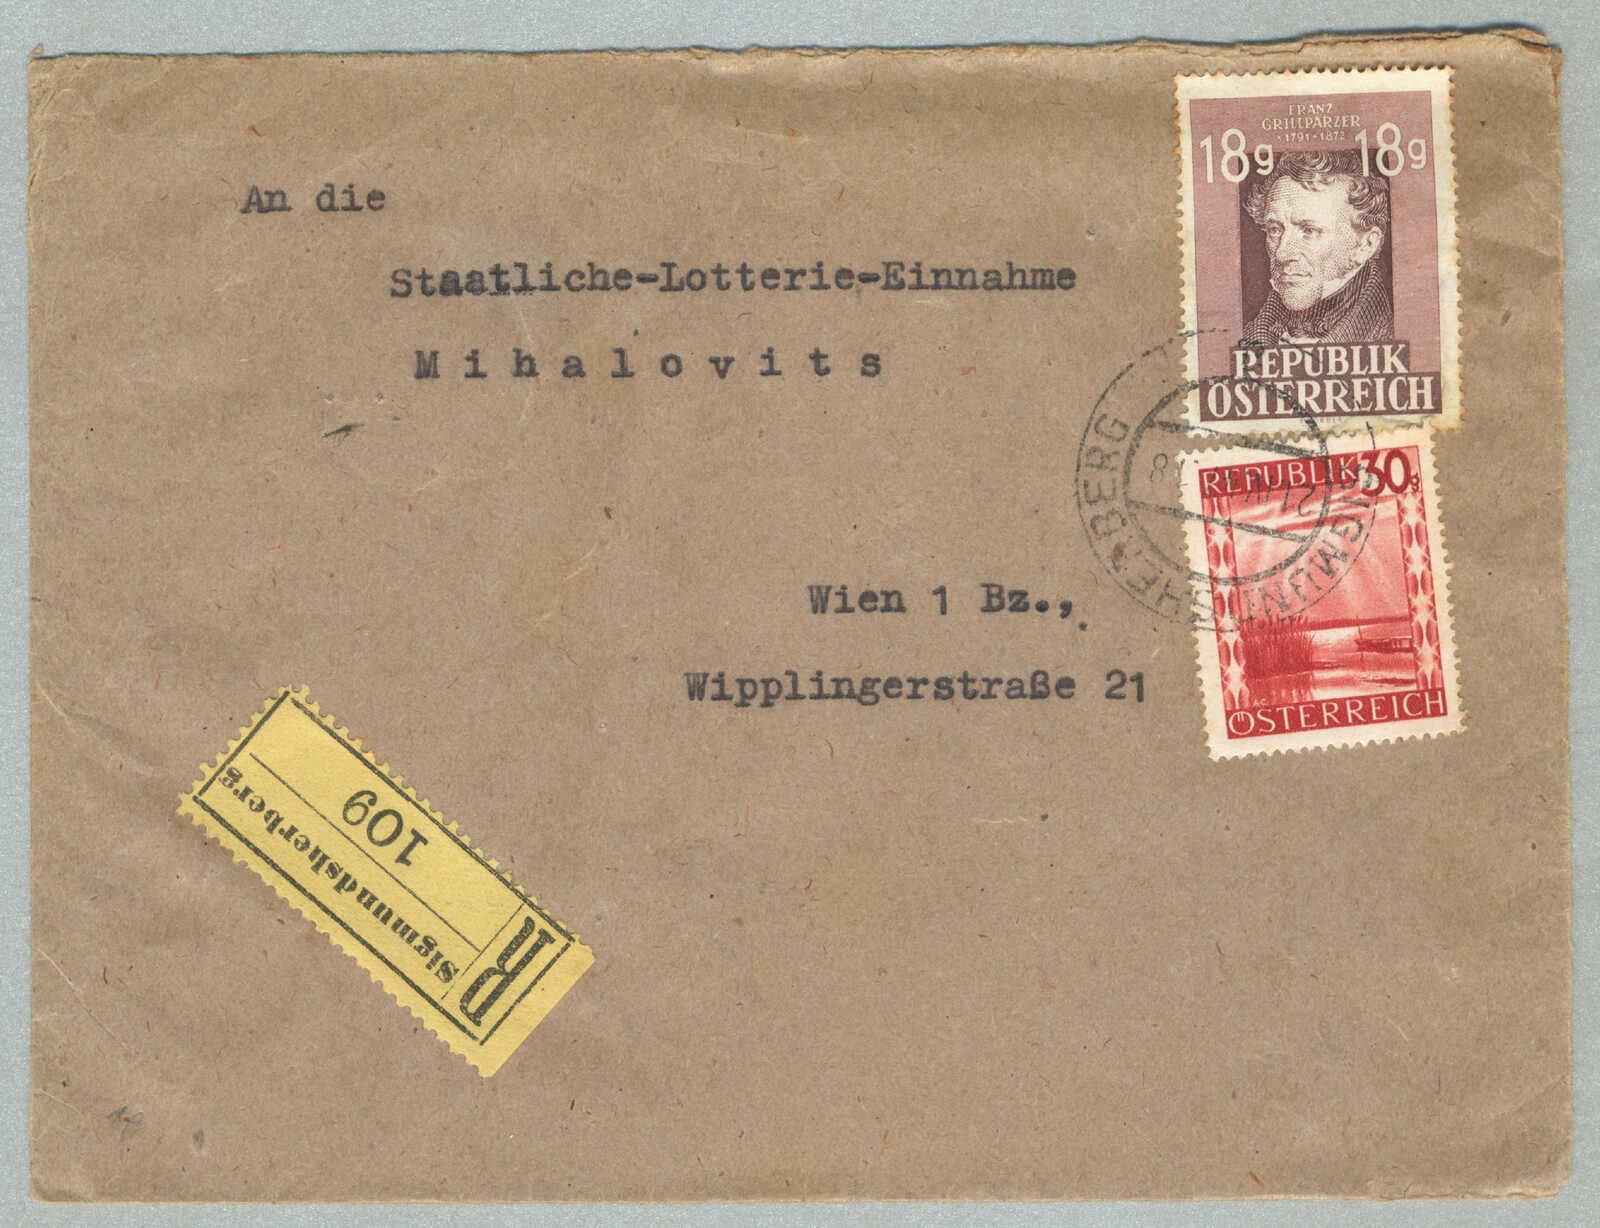 An die
Staatliche-Lotterie-Einnahme
Mihalovits
Wien 1 Bz.,
Wipplingerstraße 21
FRANZ
GRILLPARZER
1791-1872
18g 18g
REPUBLIK
ÖSTERREICH
REPUBLIK 30g
ÖSTERREICH
SIGMUNDSHERBERG
R
Sigmundsherberg
109